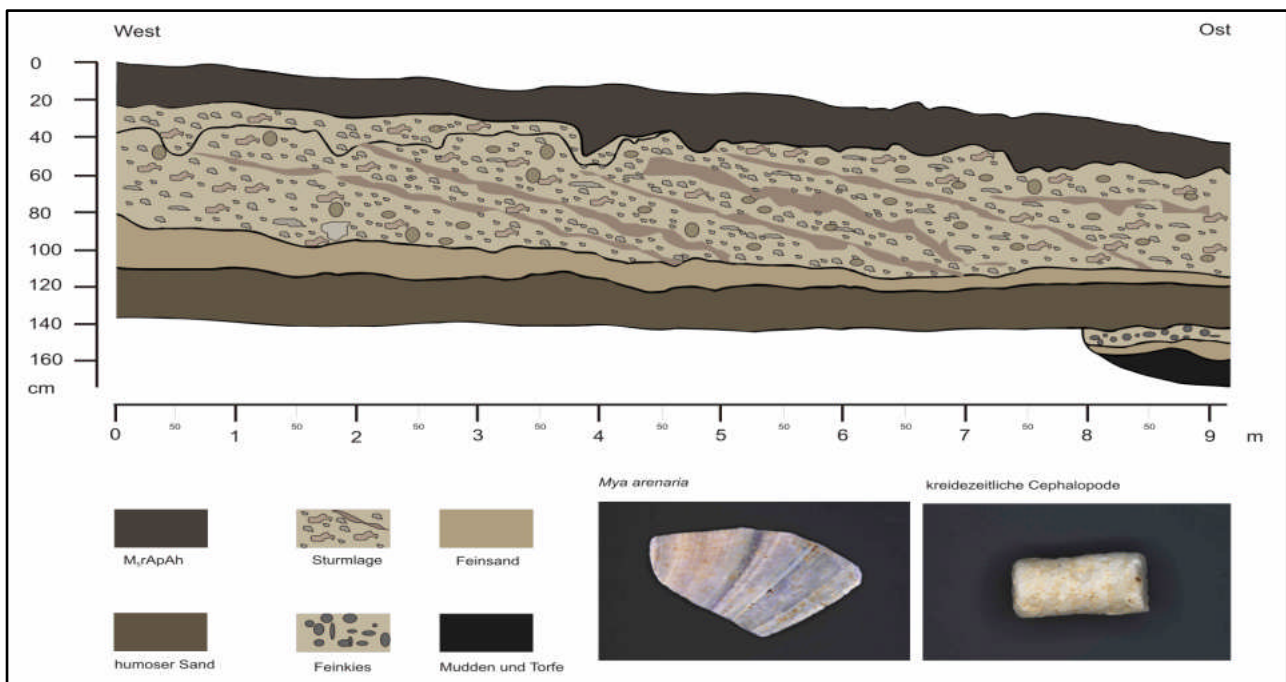 West Ost
0
20
40
60
80
100
120
140
160
cm
0 50 1 50 2 50 3 50 4 50 5 50 6 50 7 50 8 50 9 m
Mya arenaria kreidezeitliche Cephalopode
MₛrApAh Sturmlage Feinsand
humoser Sand Feinkies Mudden und Torfe